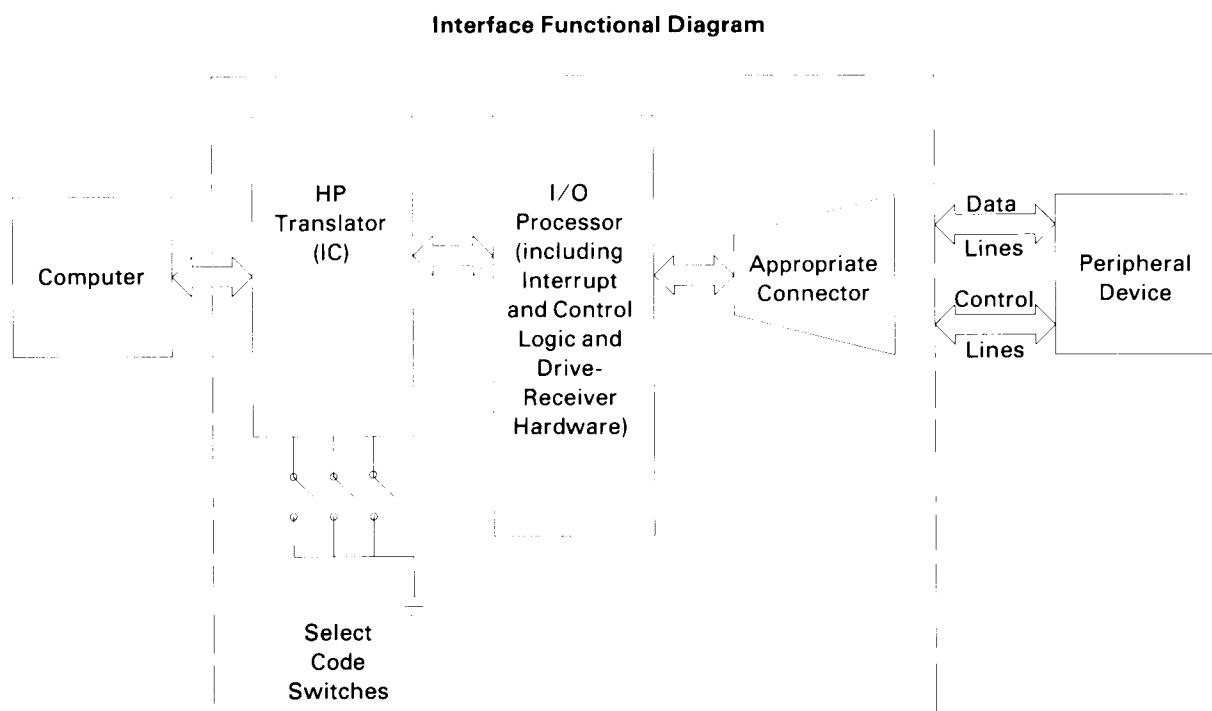 Interface Functional Diagram
Computer
HP
Translator
(IC)
I/O
Processor
(including
Interrupt
and Control
Logic and
Drive-
Receiver
Hardware)
Appropriate
Connector
Data
Lines
Control
Lines
Peripheral
Device
Select
Code
Switches